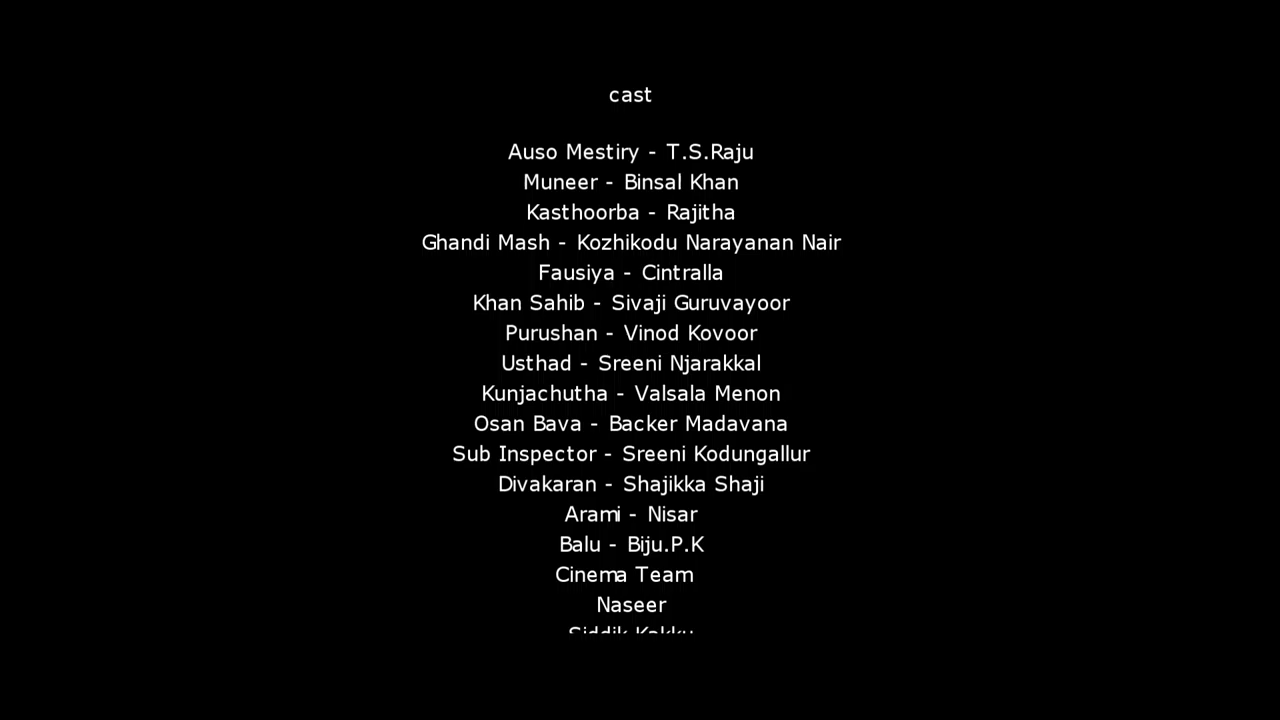 cast
Auso Mestiry - T.S.Raju
Muneer - Binsal Khan
Kasthoorba - Rajitha
Ghandi Mash - Kozhikodu Narayanan Nair
Fausiya - Cintralla
Khan Sahib - Sivaji Guruvayoor
Purushan - Vinod Kovoor
Usthad - Sreeni Njarakkal
Kunjachutha - Valsala Menon
Osan Bava - Backer Madavana
Sub Inspector - Sreeni Kodungallur
Divakaran - Shajikka Shaji
Arami - Nisar
Balu - Biju.P.K
Cinema Team
Naseer
Siddik Kakku